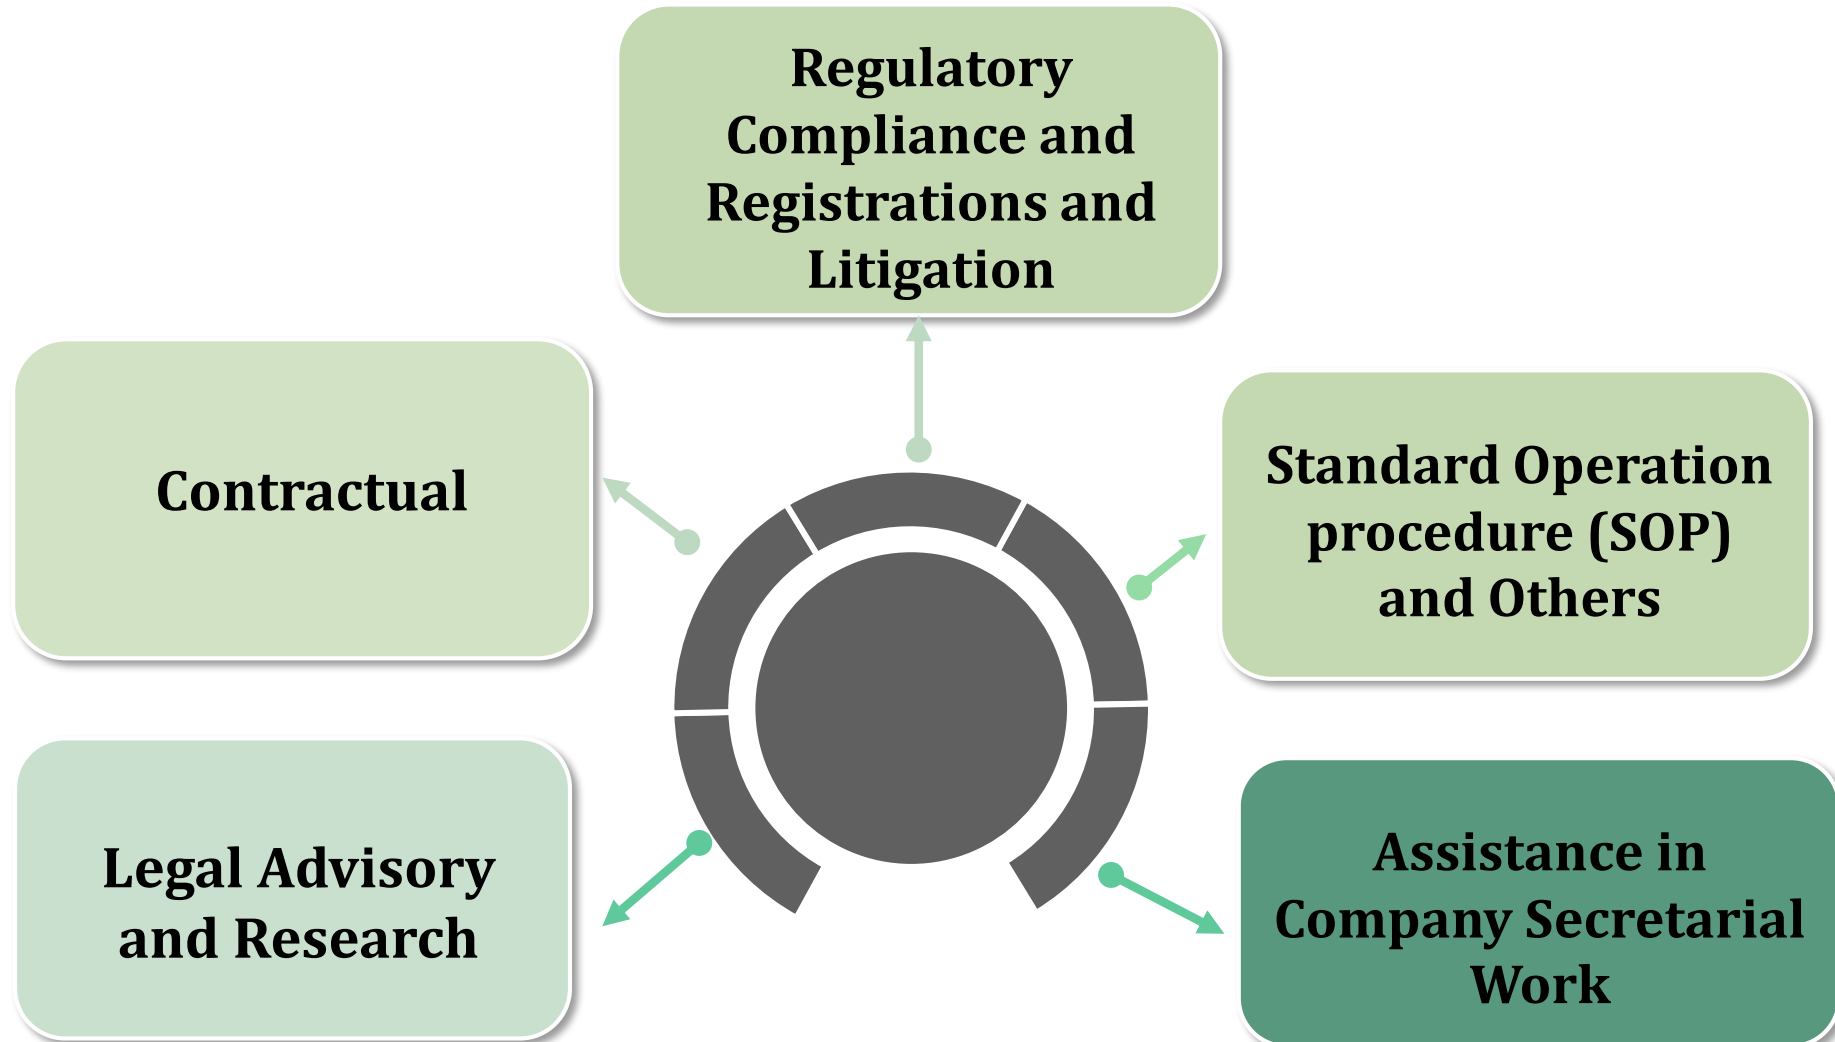 Regulatory
Compliance and
Registrations and
Litigation
Contractual
Standard Operation
procedure (SOP)
and Others
Legal Advisory
and Research
Assistance in
Company Secretarial
Work